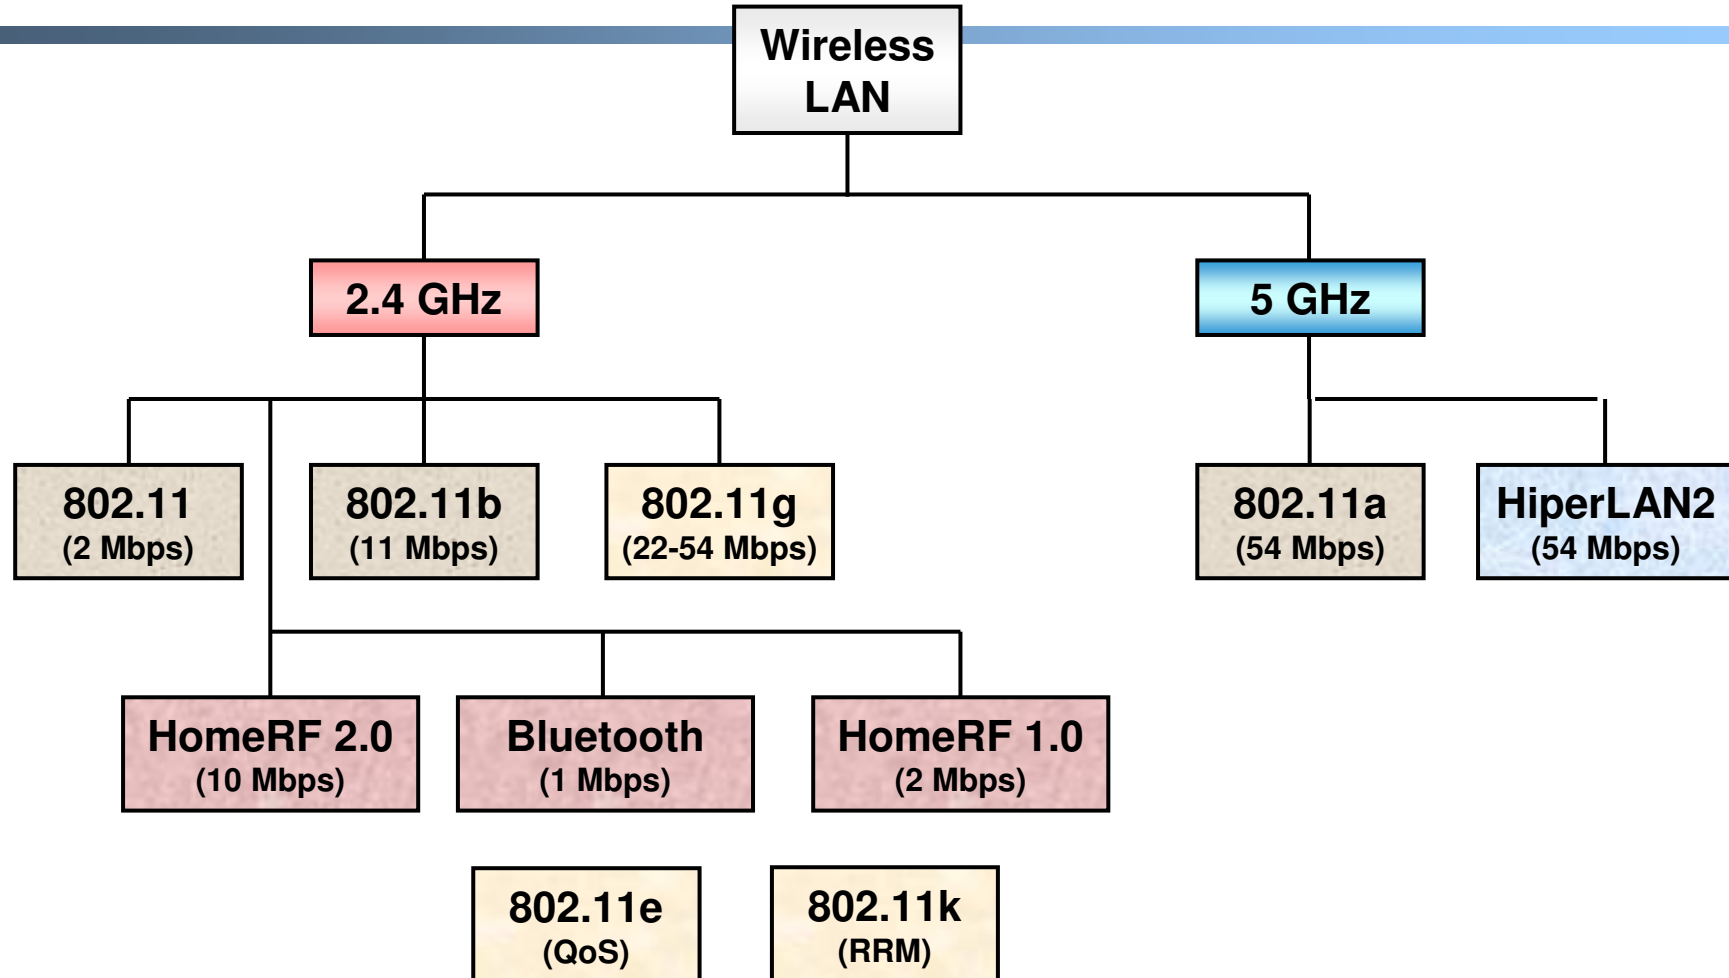 Wireless
LAN
2.4 GHz
5 GHz
802.11
(2 Mbps)
802.11b
(11 Mbps)
802.11g
(22-54 Mbps)
802.11a
(54 Mbps)
HiperLAN2
(54 Mbps)
HomeRF 2.0
(10 Mbps)
Bluetooth
(1 Mbps)
HomeRF 1.0
(2 Mbps)
802.11e
(QoS)
802.11k
(RRM)